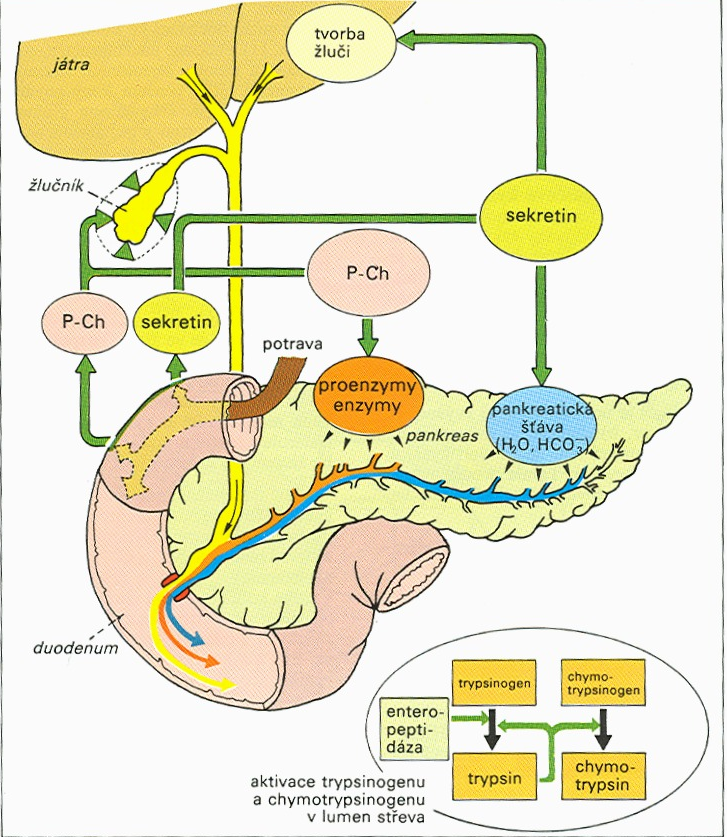 tvorba
žluči
játra
žlučník
sekretin
P-Ch
P-Ch
sekretin
potrava
proenzymy
enzymy
pankreas
pankreatická
šťáva
(H₂O, HCO₃⁻)
duodenum
trypsinogen
chymo-
trypsinogen
entero-
pepti-
dáza
trypsin
chymo-
trypsin
aktivace trypsinogenu
a chymotrypsinogenu
v lumen střeva